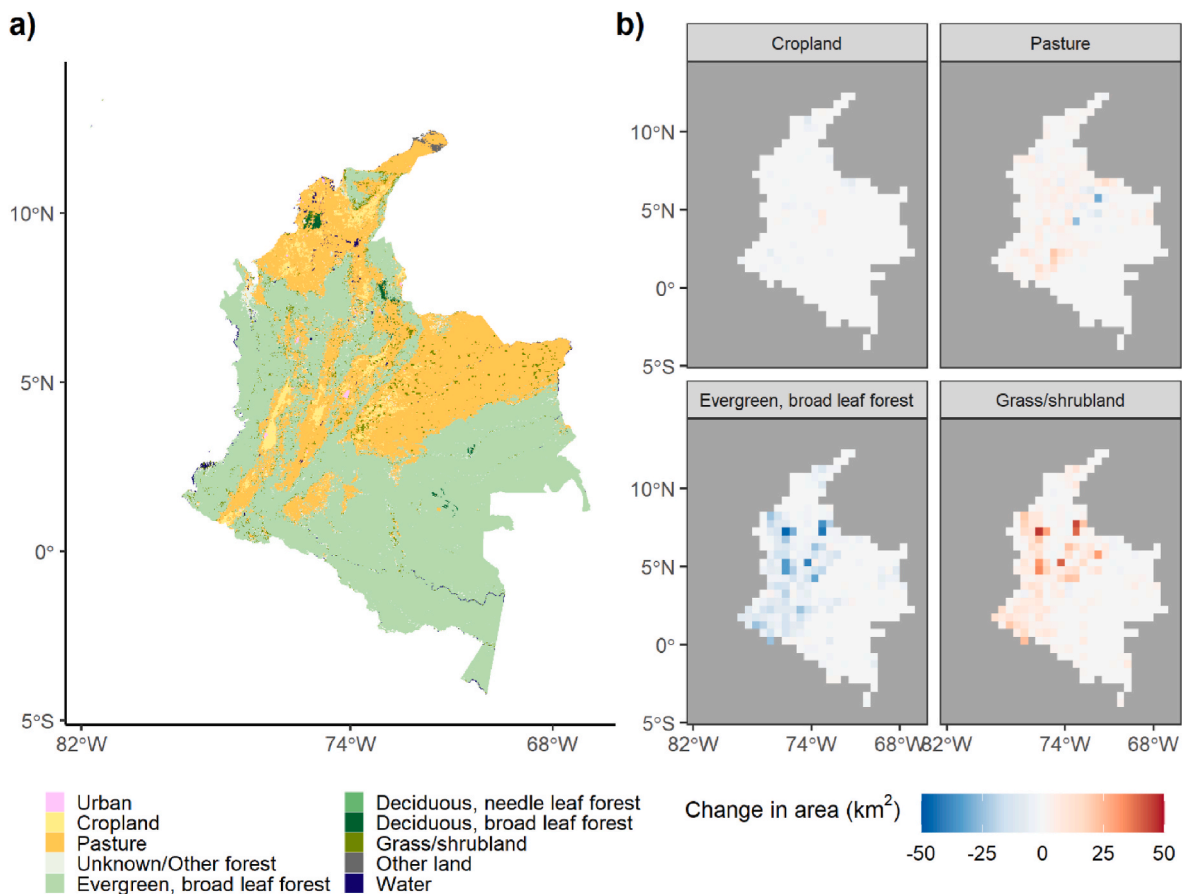 a)
10°N
5°N
0°
5°S
82°W 74°W 68°W
Urban
Cropland
Pasture
Unknown/Other forest
Evergreen, broad leaf forest
Deciduous, needle leaf forest
Deciduous, broad leaf forest
Grass/shrubland
Other land
Water
b)
Cropland Pasture
10°N
5°N
0°
5°S
Evergreen, broad leaf forest Grass/shrubland
10°N
5°N
0°
5°S
82°W 74°W 68°W 82°W 74°W 68°W
Change in area (km²)
-50 -25 0 25 50